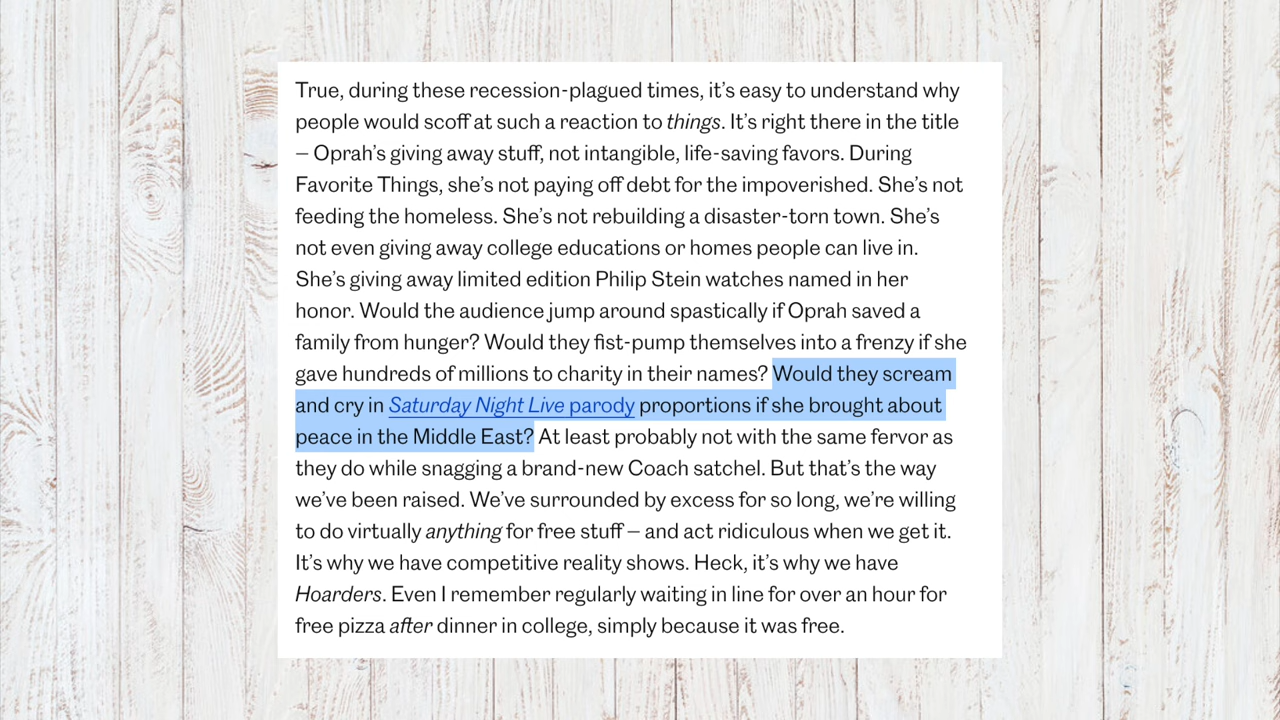 True, during these recession-plagued times, it’s easy to understand why
people would scoff at such a reaction to things. It’s right there in the title
— Oprah’s giving away stuff, not intangible, life-saving favors. During
Favorite Things, she’s not paying off debt for the impoverished. She’s not
feeding the homeless. She’s not rebuilding a disaster-torn town. She’s
not even giving away college educations or homes people can live in.
She’s giving away limited edition Philip Stein watches named in her
honor. Would the audience jump around spastically if Oprah saved a
family from hunger? Would they fist-pump themselves into a frenzy if she
gave hundreds of millions to charity in their names? Would they scream
and cry in Saturday Night Live parody proportions if she brought about
peace in the Middle East? At least probably not with the same fervor as
they do while snagging a brand-new Coach satchel. But that’s the way
we’ve been raised. We’ve surrounded by excess for so long, we’re willing
to do virtually anything for free stuff — and act ridiculous when we get it.
It’s why we have competitive reality shows. Heck, it’s why we have
Hoarders. Even I remember regularly waiting in line for over an hour for
free pizza after dinner in college, simply because it was free.